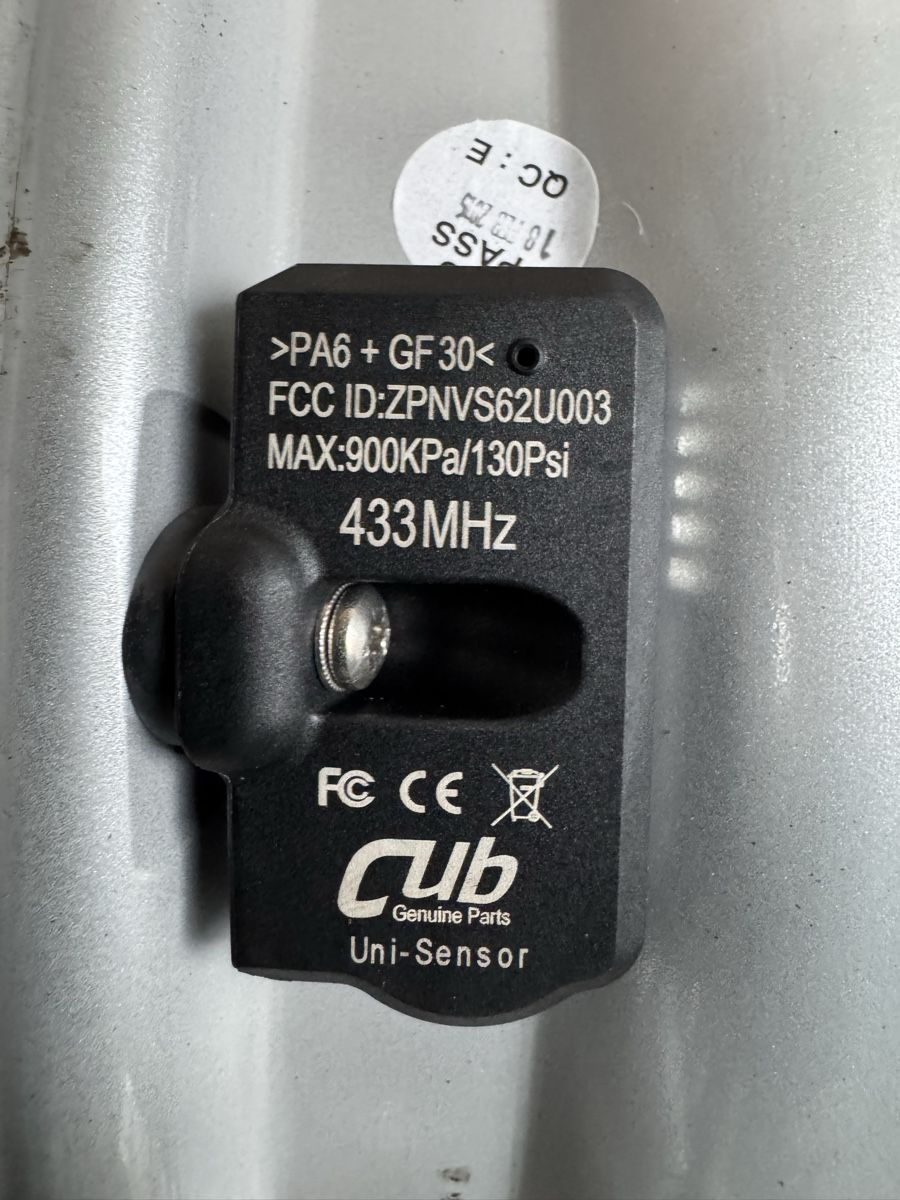 QC : E
PASS
>PA6 + GF30<
FCC ID:ZPNVS62U003
MAX:900KPa/130Psi
433MHz
FC CE
cub
Genuine Parts
Uni-Sensor